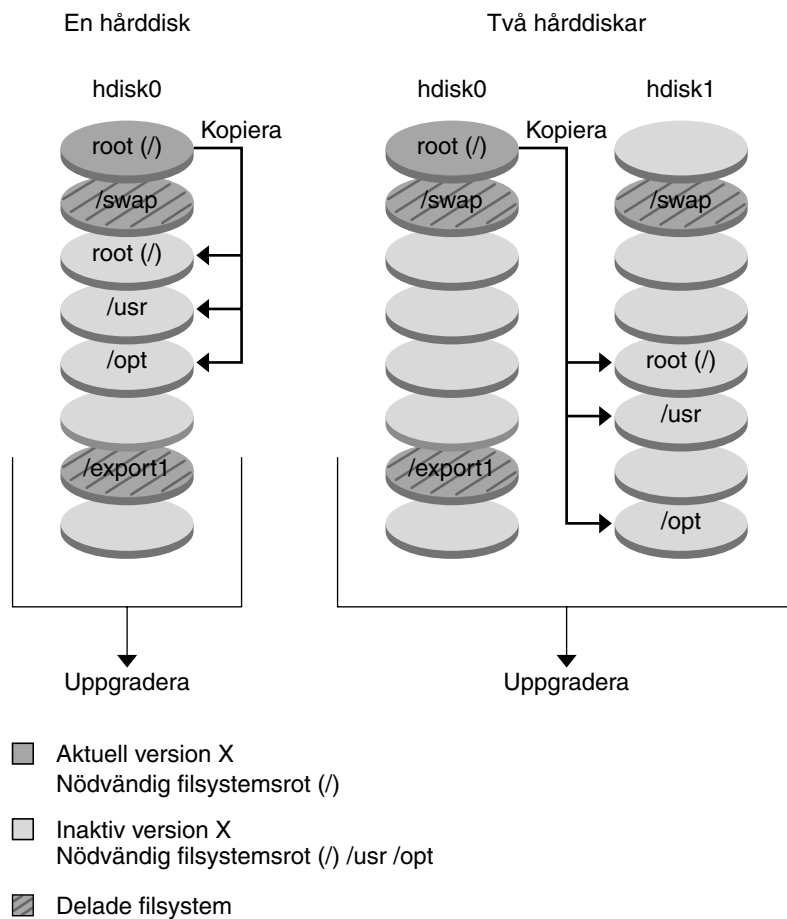 En hårddisk
hdisk0
root (/)
Kopiera
/swap
root (/)
/usr
/opt
/export1
Uppgradera
Två hårddiskar
hdisk0
hdisk1
root (/)
Kopiera
/swap
/swap
root (/)
/usr
/export1
/opt
Uppgradera
Aktuell version X
Nödvändig filsystemsrot (/)
Inaktiv version X
Nödvändig filsystemsrot (/) /usr /opt
Delade filsystem